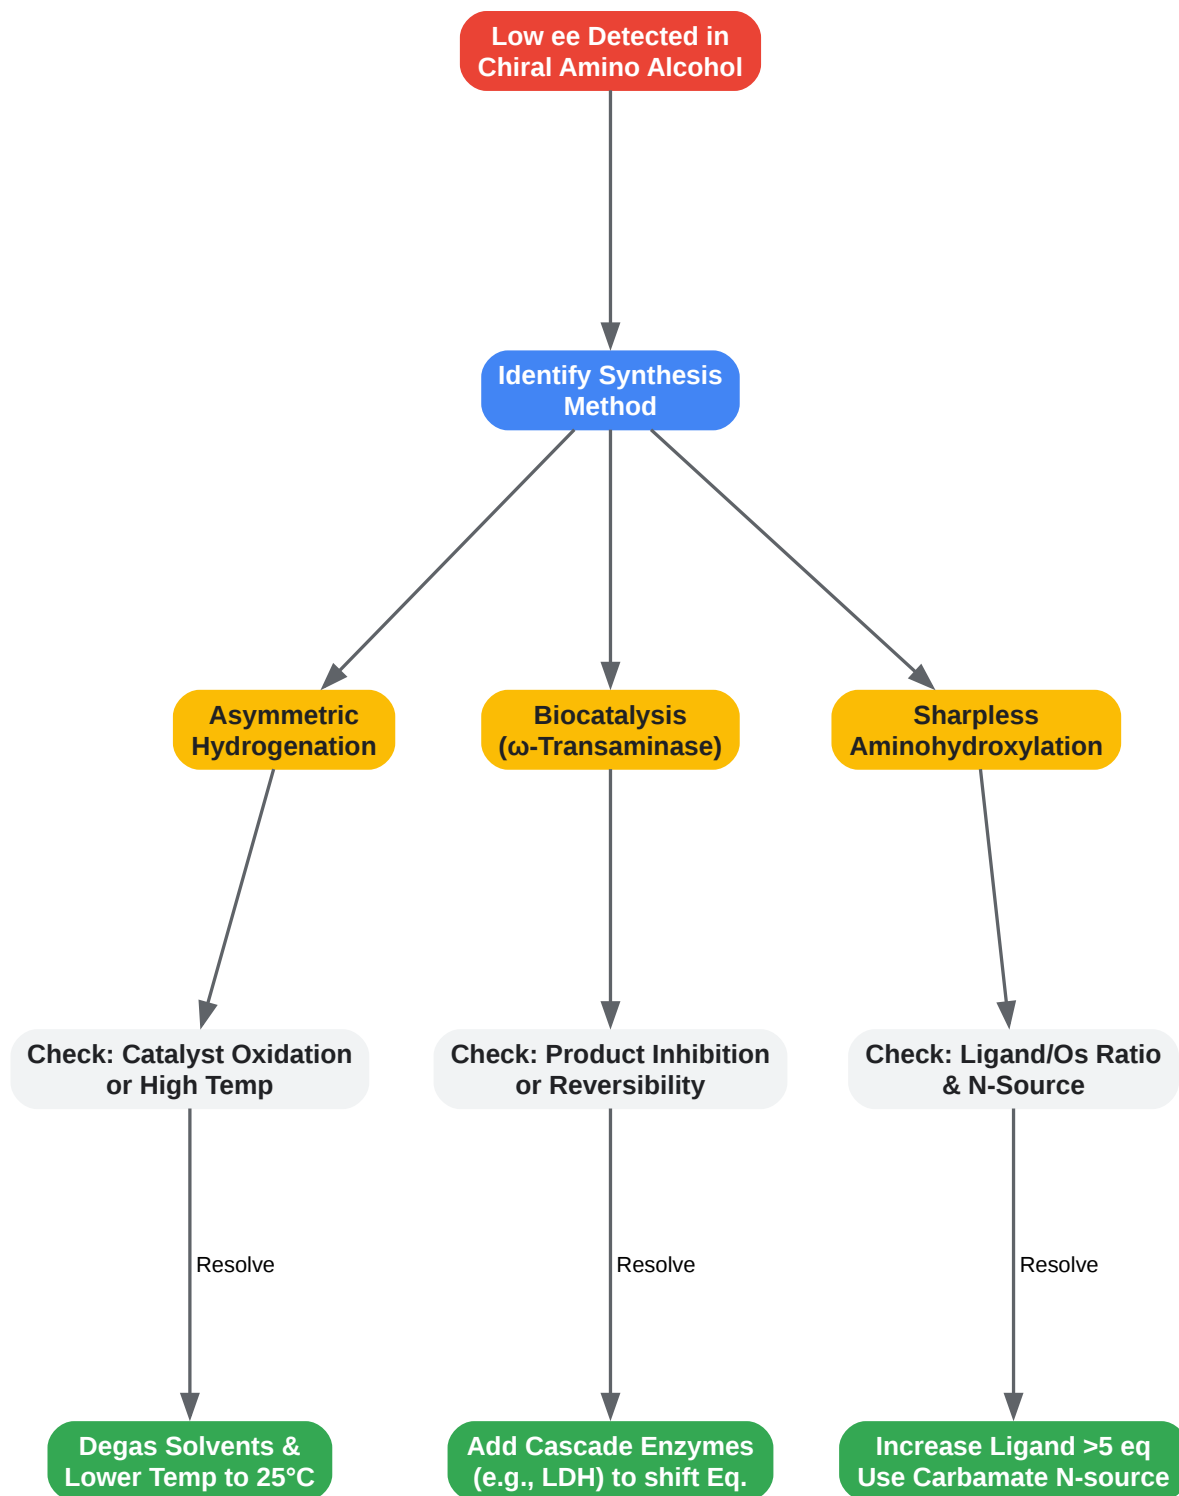 Low ee Detected in
Chiral Amino Alcohol
Identify Synthesis
Method
Asymmetric
Hydrogenation
Biocatalysis
(ω-Transaminase)
Sharpless
Aminohydroxylation
Check: Catalyst Oxidation
or High Temp
Check: Product Inhibition
or Reversibility
Check: Ligand/Os Ratio
& N-Source
Resolve
Resolve
Resolve
Degas Solvents &
Lower Temp to 25°C
Add Cascade Enzymes
(e.g., LDH) to shift Eq.
Increase Ligand >5 eq
Use Carbamate N-source